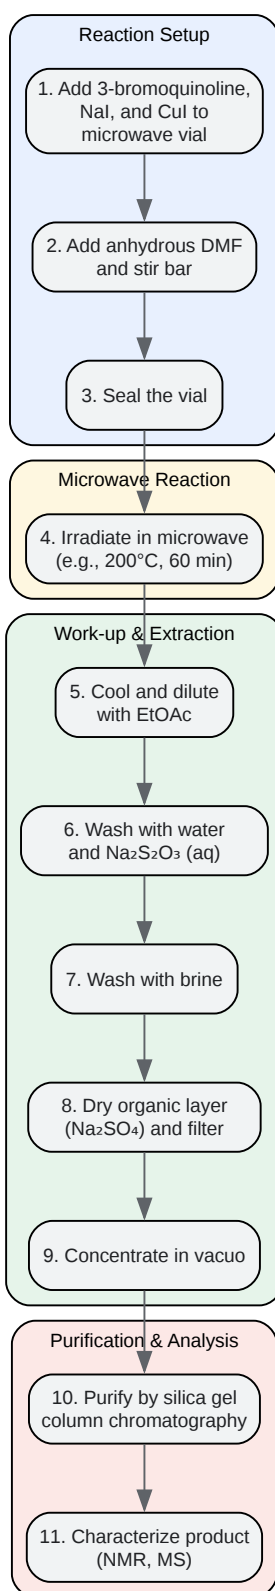 Reaction Setup
1. Add 3-bromoquinoline,
NaI, and CuI to
microwave vial
2. Add anhydrous DMF
and stir bar
3. Seal the vial
Microwave Reaction
4. Irradiate in microwave
(e.g., 200°C, 60 min)
Work-up & Extraction
5. Cool and dilute
with EtOAc
6. Wash with water
and Na₂S₂O₃ (aq)
7. Wash with brine
8. Dry organic layer
(Na₂SO₄) and filter
9. Concentrate in vacuo
Purification & Analysis
10. Purify by silica gel
column chromatography
11. Characterize product
(NMR, MS)